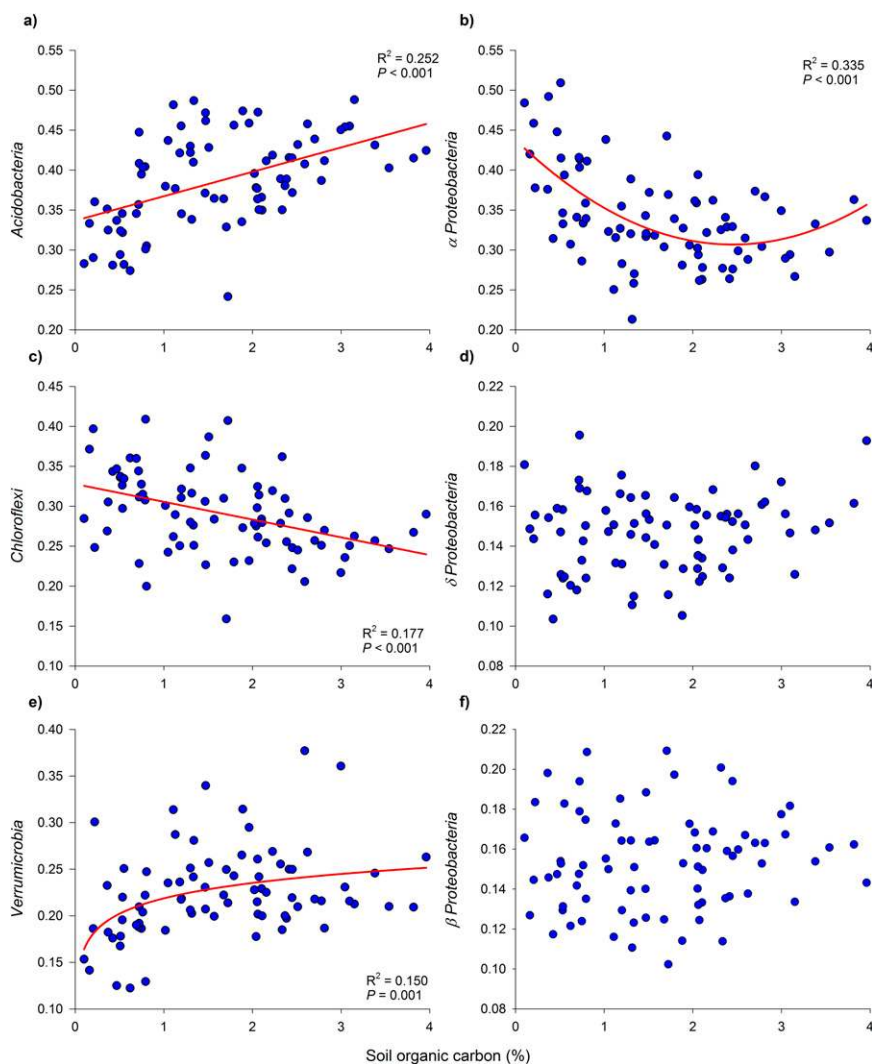 a)
R² = 0.252
P < 0.001
Acidobacteria
0.55
0.50
0.45
0.40
0.35
0.30
0.25
0.20
0 1 2 3 4
b)
R² = 0.335
P < 0.001
α Proteobacteria
0.55
0.50
0.45
0.40
0.35
0.30
0.25
0.20
0 1 2 3 4
c)
Chloroflexi
0.45
0.40
0.35
0.30
0.25
0.20
0.15
0.10
R² = 0.177
P < 0.001
0 1 2 3 4
d)
δ Proteobacteria
0.22
0.20
0.18
0.16
0.14
0.12
0.10
0.08
0 1 2 3 4
e)
Verrumicrobia
0.40
0.35
0.30
0.25
0.20
0.15
0.10
R² = 0.150
P = 0.001
0 1 2 3 4
f)
β Proteobacteria
0.22
0.20
0.18
0.16
0.14
0.12
0.10
0.08
0 1 2 3 4
Soil organic carbon (%)